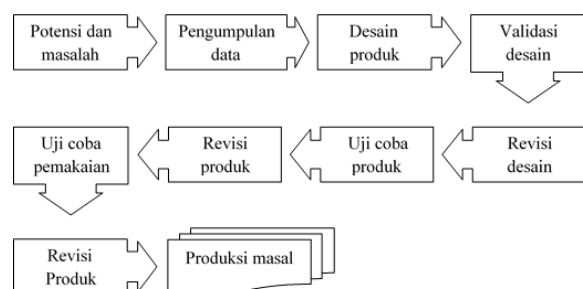 Potensi dan
masalah
Pengumpulan
data
Desain
produk
Validasi
desain
Revisi
desain
Uji coba
produk
Revisi
produk
Uji coba
pemakaian
Revisi
Produk
Produksi masal